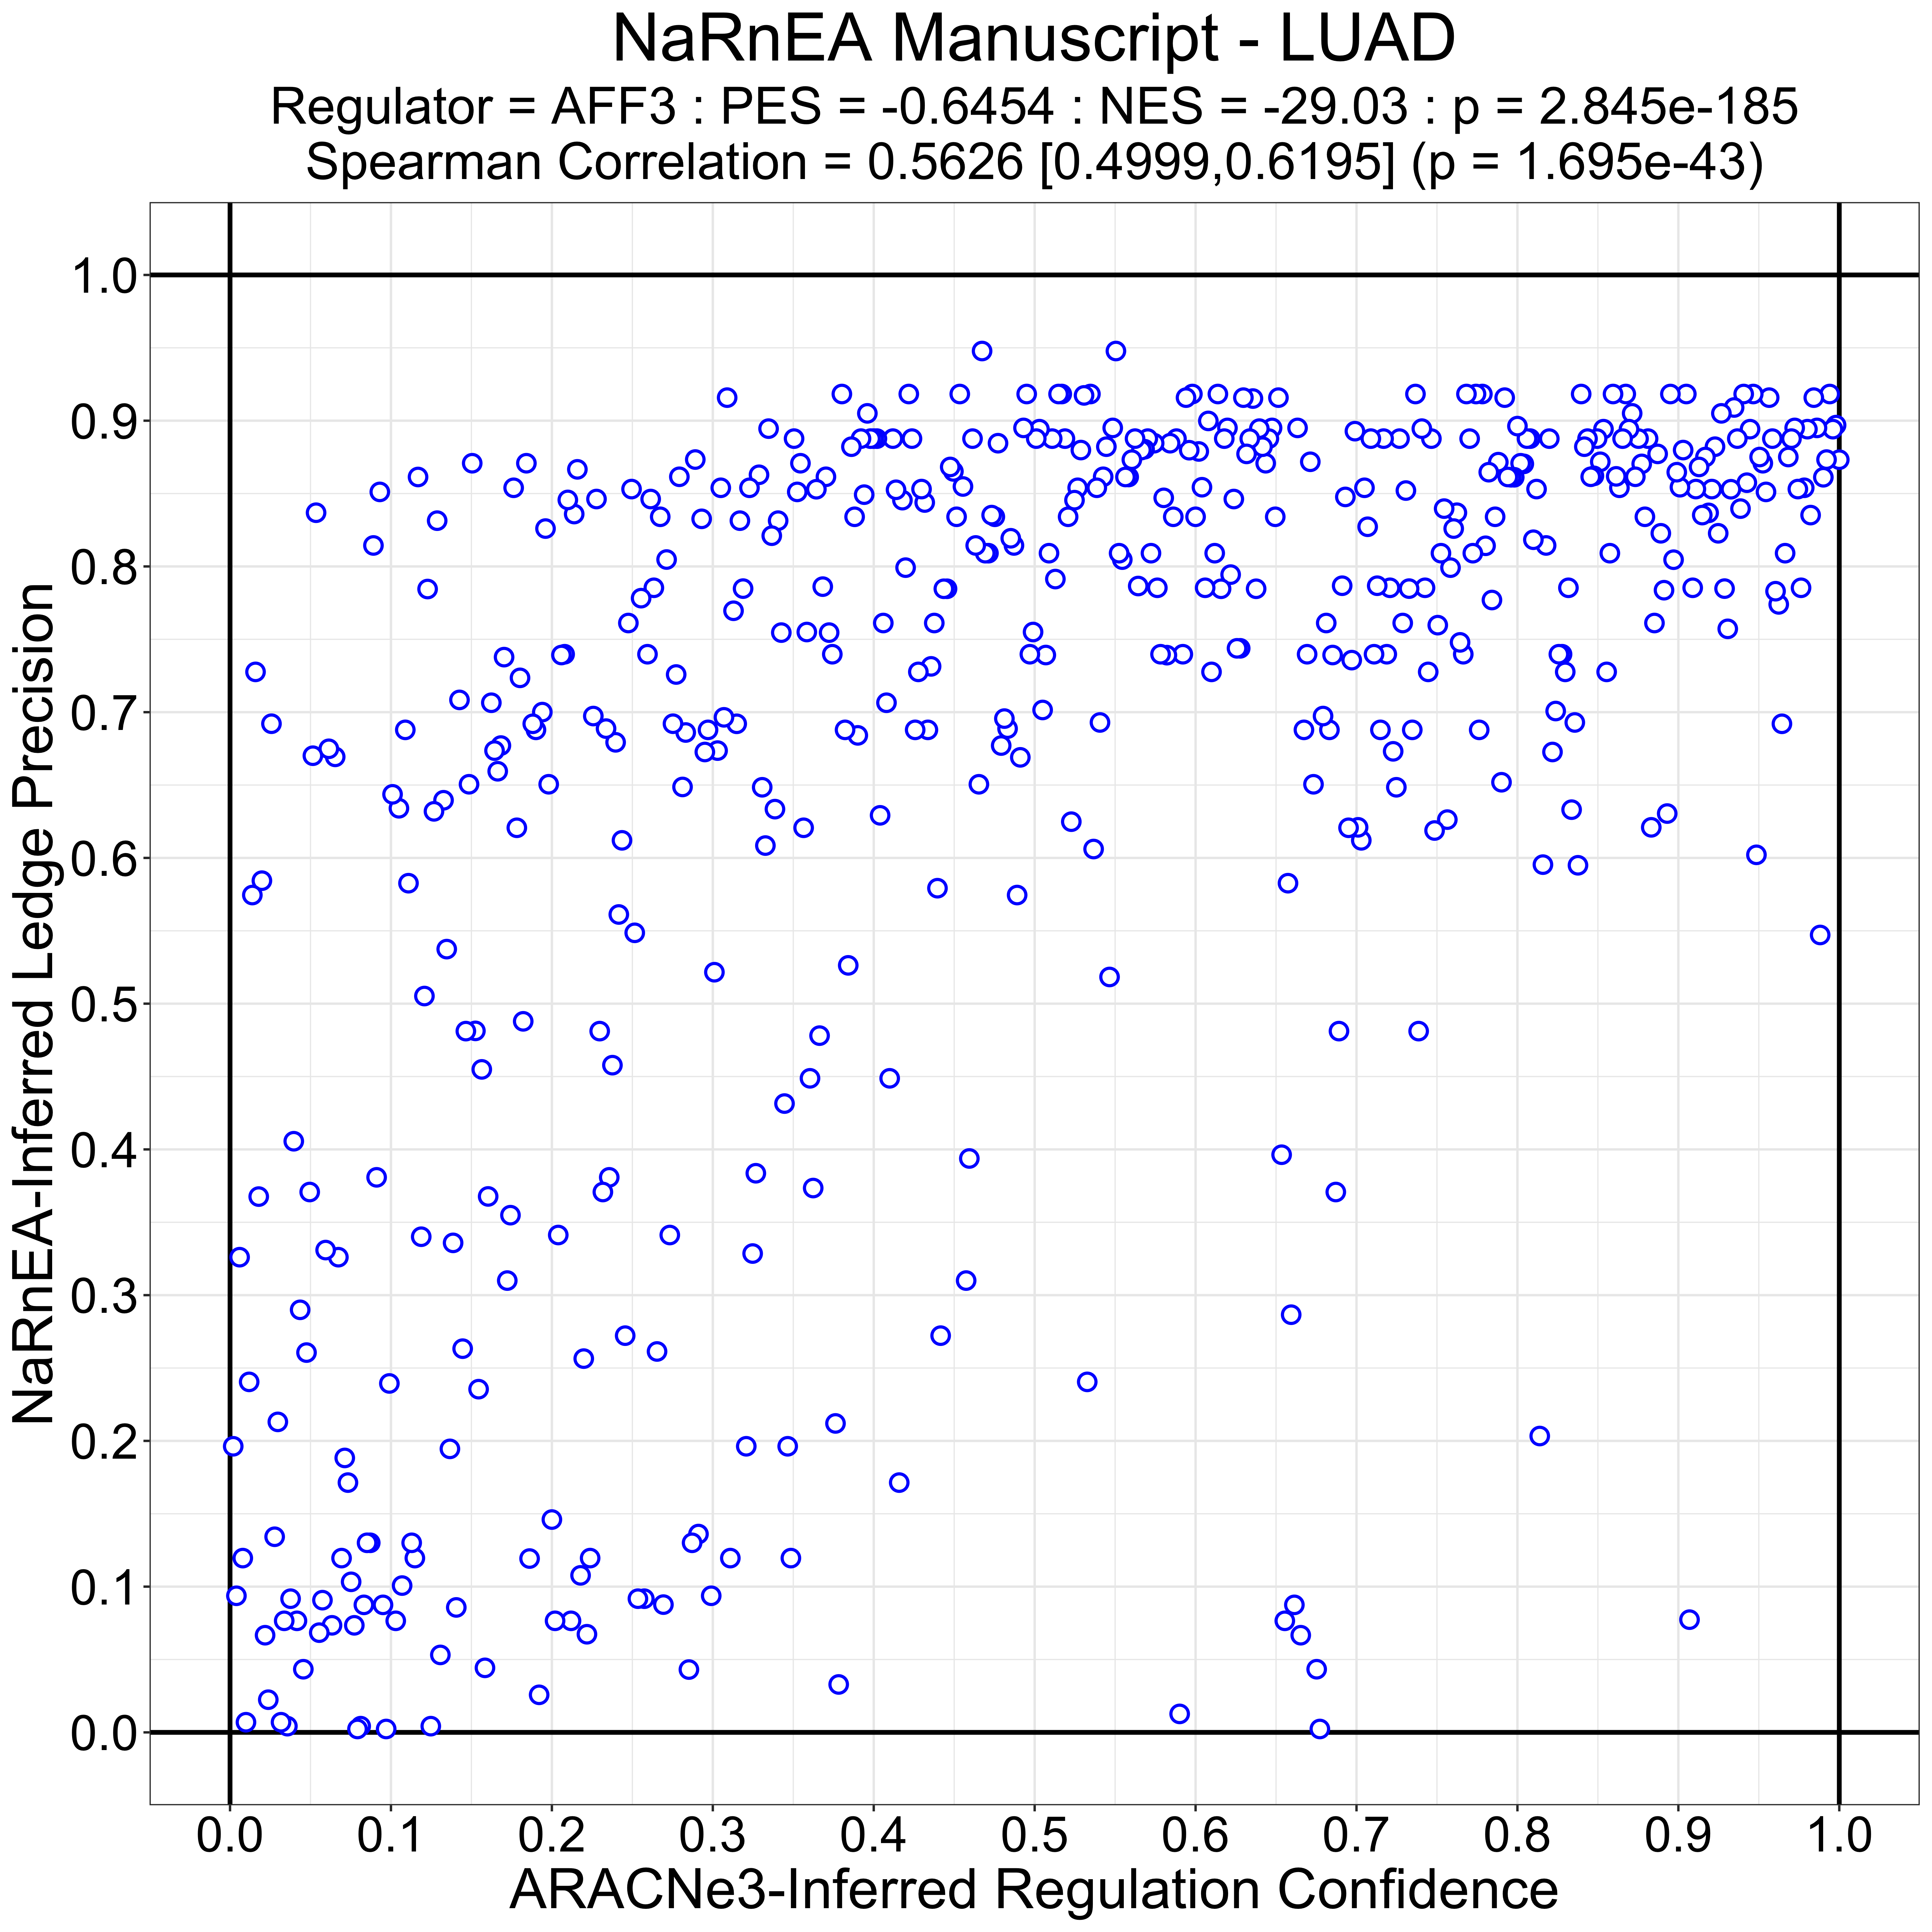 NaRnEA Manuscript - LUAD
Regulator = AFF3 : PES = -0.6454 : NES = -29.03 : p = 2.845e-185
Spearman Correlation = 0.5626 [0.4999,0.6195] (p = 1.695e-43)
NaRnEA-Inferred Ledge Precision
1.0
0.9
0.8
0.7
0.6
0.5
0.4
0.3
0.2
0.1
0.0
0.0 0.1 0.2 0.3 0.4 0.5 0.6 0.7 0.8 0.9 1.0
ARACNe3-Inferred Regulation Confidence